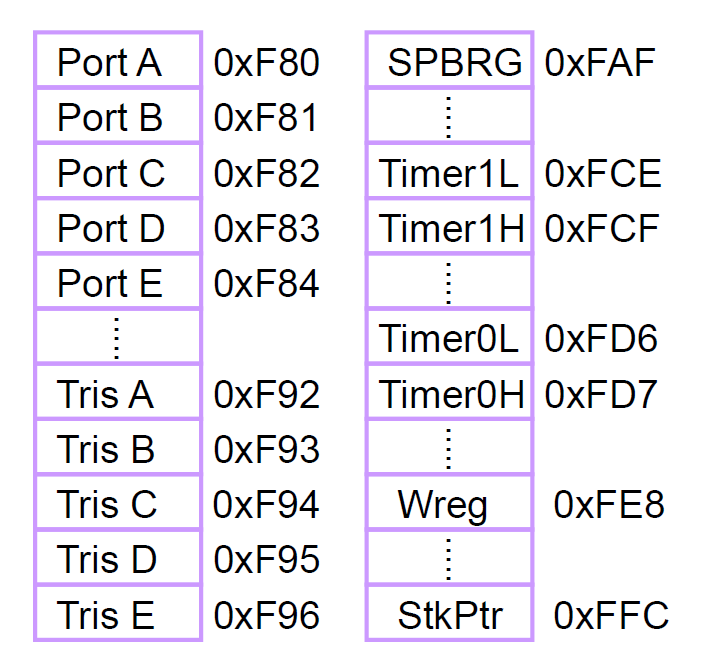 Port A 0xF80
Port B 0xF81
Port C 0xF82
Port D 0xF83
Port E 0xF84
Tris A 0xF92
Tris B 0xF93
Tris C 0xF94
Tris D 0xF95
Tris E 0xF96
SPBRG 0xFAF
Timer1L 0xFCE
Timer1H 0xFCF
Timer0L 0xFD6
Timer0H 0xFD7
Wreg 0xFE8
StkPtr 0xFFC